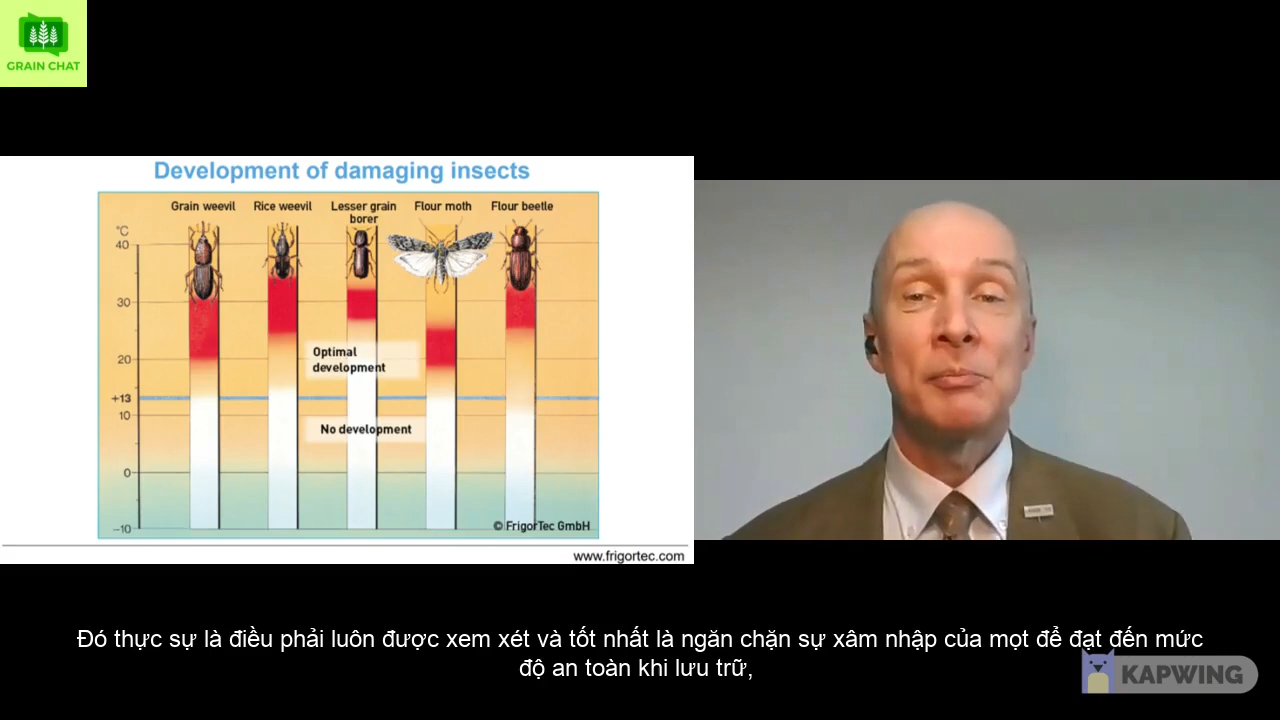 GRAIN CHAT
Development of damaging insects
Grain weevil Rice weevil Lesser grain borer Flour moth Flour beetle
°C
40
30
20
+13
10
0
-10
Optimal
development
No development
© FrigorTec GmbH
www.frigortec.com
Đó thực sự là điều phải luôn được xem xét và tốt nhất là ngăn chặn sự xâm nhập của mọt để đạt đến mức
độ an toàn khi lưu trữ,
KAPWING